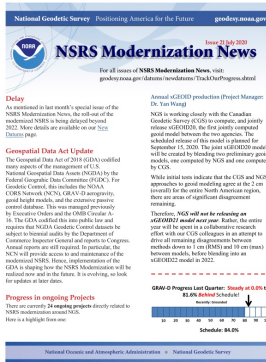 National Geodetic Survey Positioning America for the Future geodesy.noaa.gov
NOAA
Issue 21 July 2020
NSRS Modernization News
For all issues of NSRS Modernization News, visit:
geodesy.noaa.gov/datums/newdatums/TrackOurProgress.shtml
Delay
As mentioned in last month's special issue of the
NSRS Modernization News, the roll-out of the
modernized NSRS is being delayed beyond
2022. More details are available on our New
Datums page.
Geospatial Data Act Update
The Geospatial Data Act of 2018 (GDA) codified
many aspects of the management of U.S.
National Geospatial Data Assets (NGDA) by the
Federal Geographic Data Committee (FGDC). For
Geodetic Control, this includes the NOAA
CORS Network (NCN), GRAV-D aerogravity,
geoid height models, and the extensive passive
control database. This was managed previously
by Executive Orders and the OMB Circular A-
16. The GDA codified this into public law and
requires that NGDA Geodetic Control datasets be
subject to biennial audits by the Department of
Commerce Inspector General and reports to Congress.
Annual reports are still required. In particular, the
NCN will provide access to and maintenance of the
modernized NSRS. Hence, implementation of the
GDA is shaping how the NSRS Modernization will be
realized now and in the future. It is evolving, so look
for updates at later dates.
Progress in ongoing Projects
There are currently 24 ongoing projects directly related to
NSRS modernization around NGS.
Here is a highlight from one:
Annual xGEOID production (Project Manager:
Dr. Yan Wang)
NGS is working closely with the Canadian
Geodetic Survey (CGS) to compute, and jointly
release xGEOID20, the first jointly computed
geoid model between the two agencies. The
scheduled release of this model is planned for
September 15, 2020. The joint xGEOID20 model
will be created by blending two preliminary geoid
models, one computed by NGS and one computed
by CGS.
While initial tests indicate that the CGS and NGS
approaches to geoid modeling agree at the 2 cm
(overall) for the entire North American region,
there are areas of significant disagreement
remaining.
Therefore, NGS will not be releasing an
xGEOID21 model next year. Rather, the entire
year will be spent in a collaborative research
effort with our CGS colleagues in an attempt to
drive all remaining disagreements between
methods down to 1 cm (RMS) and 10 cm (max)
between models, before blending into an
xGEOID22 model in 2022.
GRAV-D Progress Last Quarter: Steady at 0.0%
81.6% Behind Schedule!
10 20 30 40 50 60 70 80 90
Schedule: 84.0%
National Oceanic and Atmospheric Administration • National Geodetic Survey